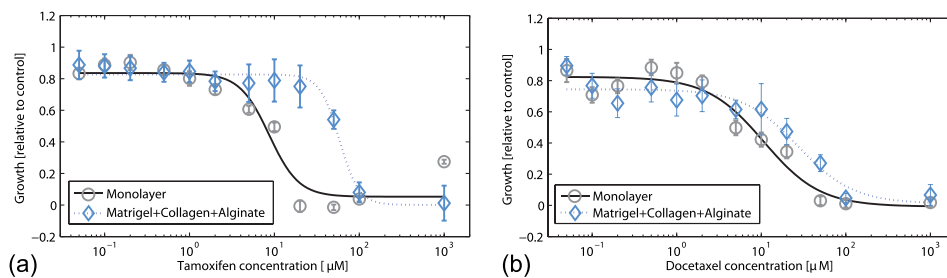 1.2
1
0.8
0.6
0.4
0.2
0
−0.2
Growth [relative to control]
Monolayer
Matrigel+Collagen+Alginate
10⁻¹ 10⁰ 10¹ 10² 10³
Tamoxifen concentration [ μM]
(a)
1.2
1
0.8
0.6
0.4
0.2
0
−0.2
Growth [relative to control]
Monolayer
Matrigel+Collagen+Alginate
10⁻¹ 10⁰ 10¹ 10² 10³
Docetaxel concentration [ μ M]
(b)